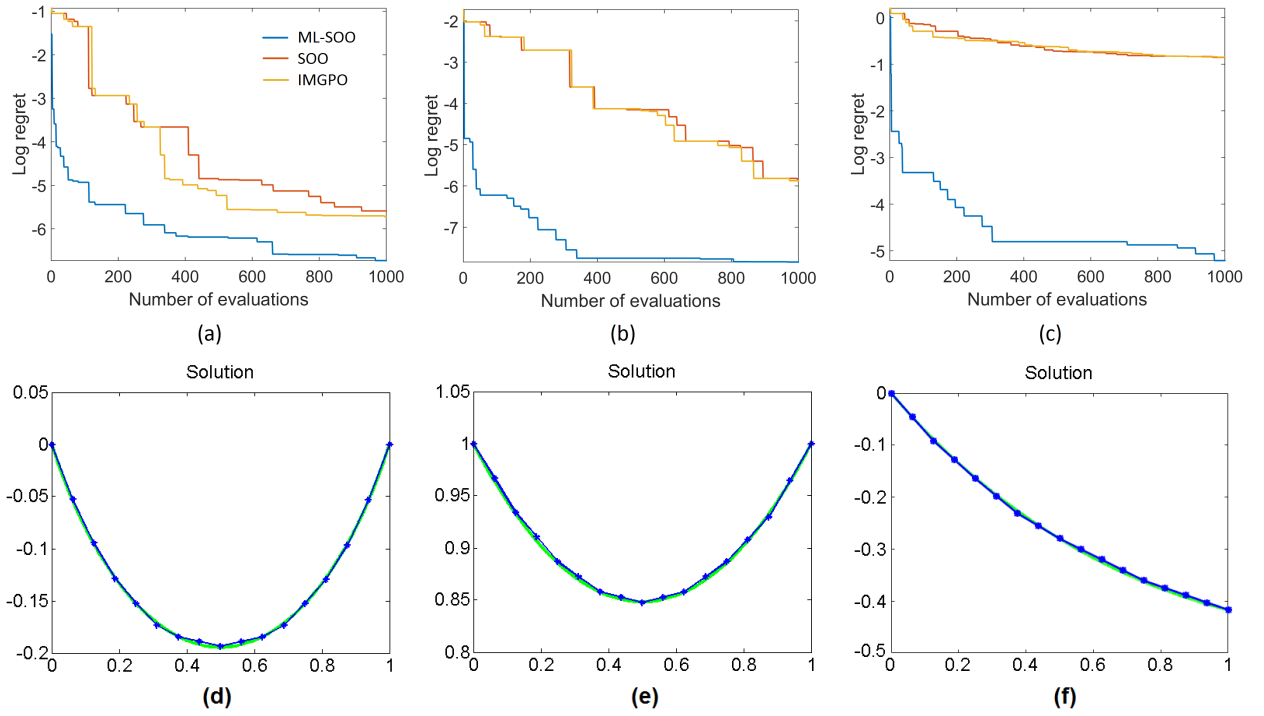 -1
-2
-3
-4
-5
-6
Log regret
ML-SOO
SOO
IMGPO
0 200 400 600 800 1000
Number of evaluations
(a)
-2
-3
-4
-5
-6
-7
Log regret
0 200 400 600 800 1000
Number of evaluations
(b)
0
-1
-2
-3
-4
-5
Log regret
0 200 400 600 800 1000
Number of evaluations
(c)
Solution
0.05
0
-0.05
-0.1
-0.15
-0.2
0 0.2 0.4 0.6 0.8 1
(d)
Solution
1.05
1
0.95
0.9
0.85
0.8
0 0.2 0.4 0.6 0.8 1
(e)
Solution
0
-0.1
-0.2
-0.3
-0.4
-0.5
0 0.2 0.4 0.6 0.8 1
(f)